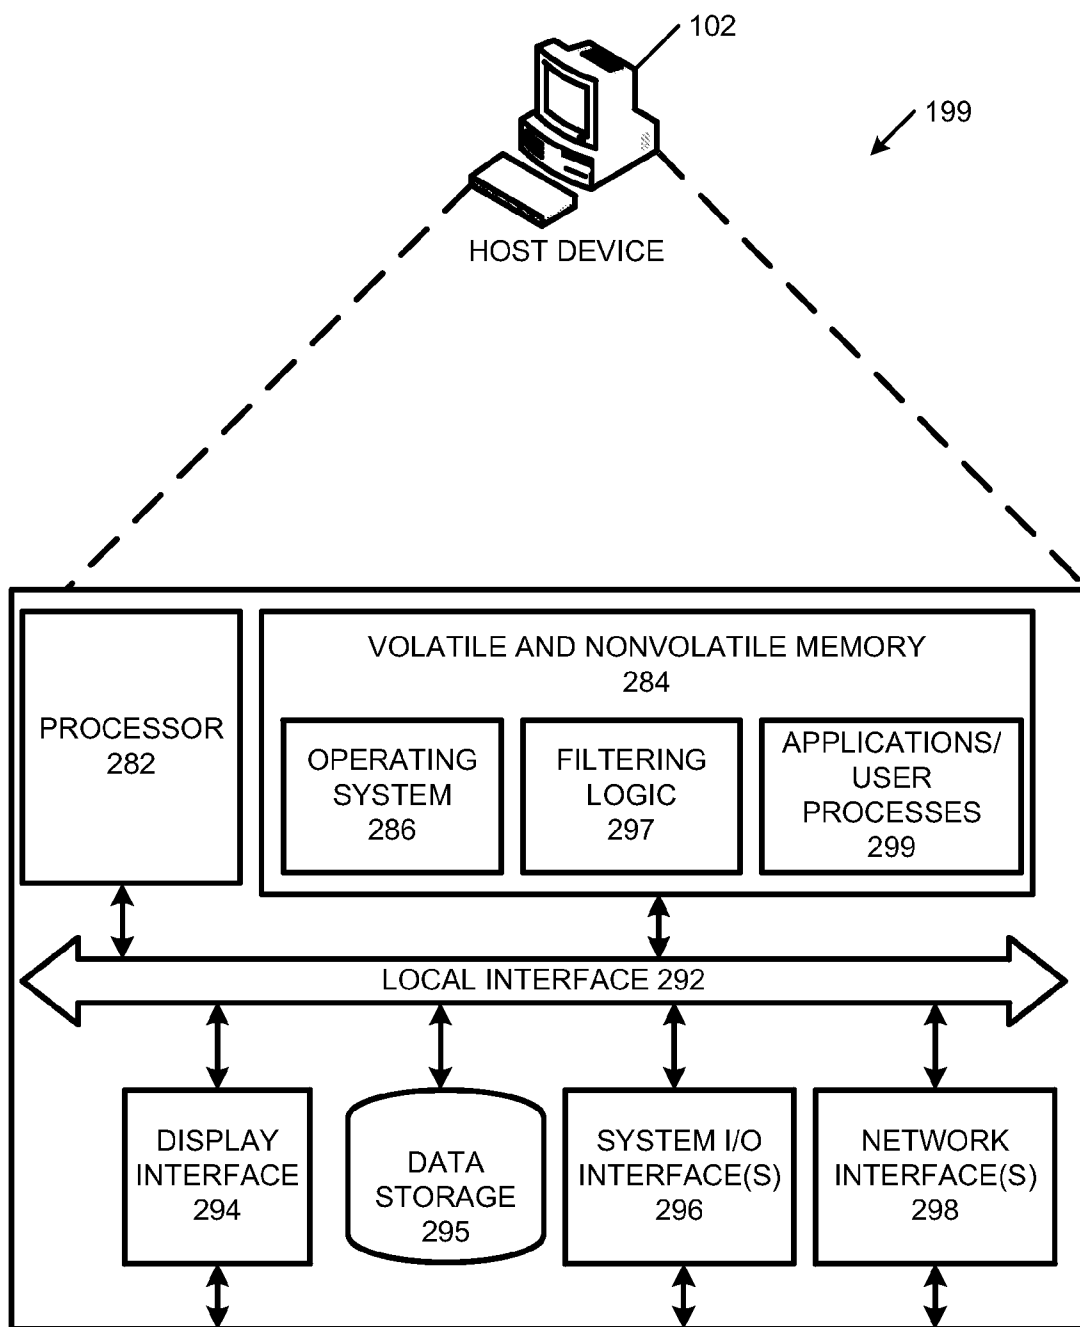 102
199
HOST DEVICE
VOLATILE AND NONVOLATILE MEMORY
284
PROCESSOR
282
OPERATING
SYSTEM
286
FILTERING
LOGIC
297
APPLICATIONS/
USER
PROCESSES
299
LOCAL INTERFACE 292
DISPLAY
INTERFACE
294
DATA
STORAGE
295
SYSTEM I/O
INTERFACE(S)
296
NETWORK
INTERFACE(S)
298